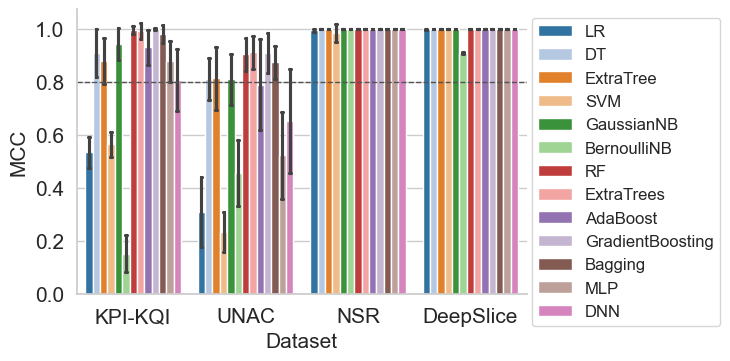 MCC
1.0
0.8
0.6
0.4
0.2
0.0
KPI-KQI
UNAC
NSR
DeepSlice
Dataset
LR
DT
ExtraTree
SVM
GaussianNB
BernoulliNB
RF
ExtraTrees
AdaBoost
GradientBoosting
Bagging
MLP
DNN